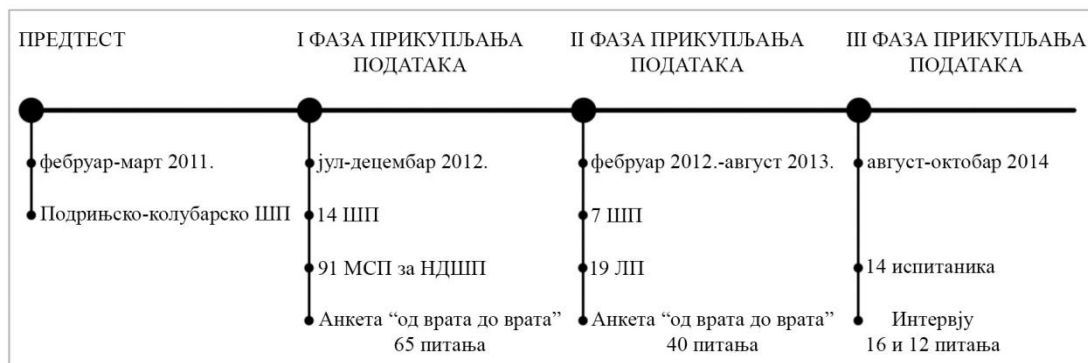 ПРЕДТЕСТ
I ФАЗА ПРИКУПЉАЊА
ПОДАТАКА
II ФАЗА ПРИКУПЉАЊА
ПОДАТАКА
III ФАЗА ПРИКУПЉАЊА
ПОДАТАКА
фебруар-март 2011.
Подрињско-колубарско ШП
јул-децембар 2012.
14 ШП
91 МСП за НДШП
Анкета “од врата до врата”
65 питања
фебруар 2012.-август 2013.
7 ШП
19 ЛП
Анкета “од врата до врата”
40 питања
август-октобар 2014
14 испитаника
Интервју
16 и 12 питања